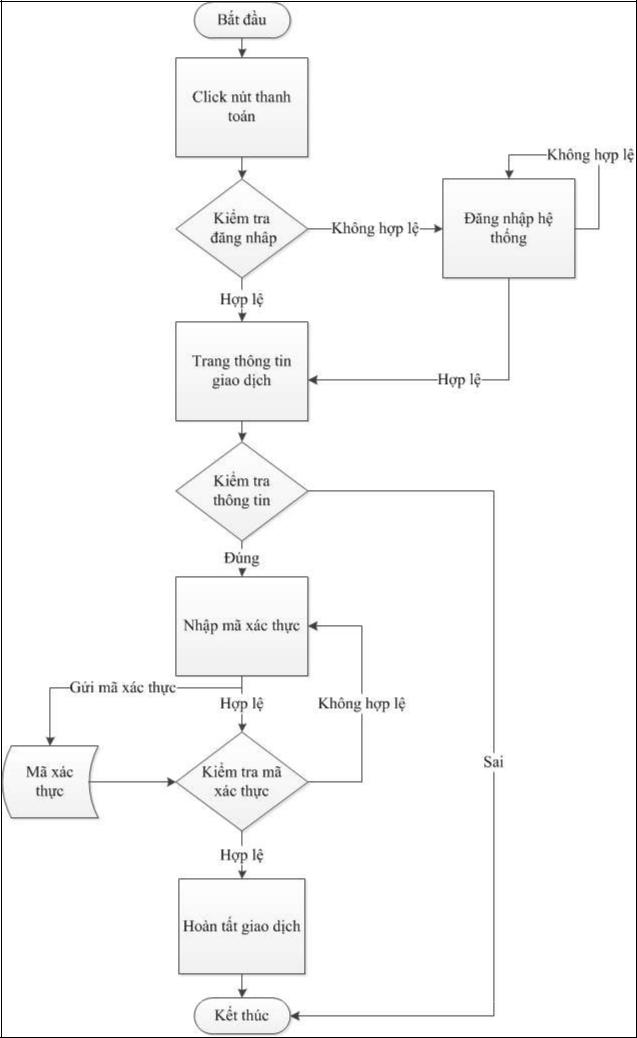 Bắt đầu
Click nút thanh
toán
Kiểm tra
đăng nhâp
Không hợp lệ
Đăng nhập hệ
thống
Không hợp lệ
Hợp lệ
Trang thông tin
giao dịch
Hợp lệ
Kiểm tra
thông tin
Đúng
Nhập mã xác thực
Gửi mã xác thực
Hợp lệ
Không hợp lệ
Mã xác
thực
Kiểm tra mã
xác thực
Sai
Hợp lệ
Hoàn tất giao dịch
Kết thúc